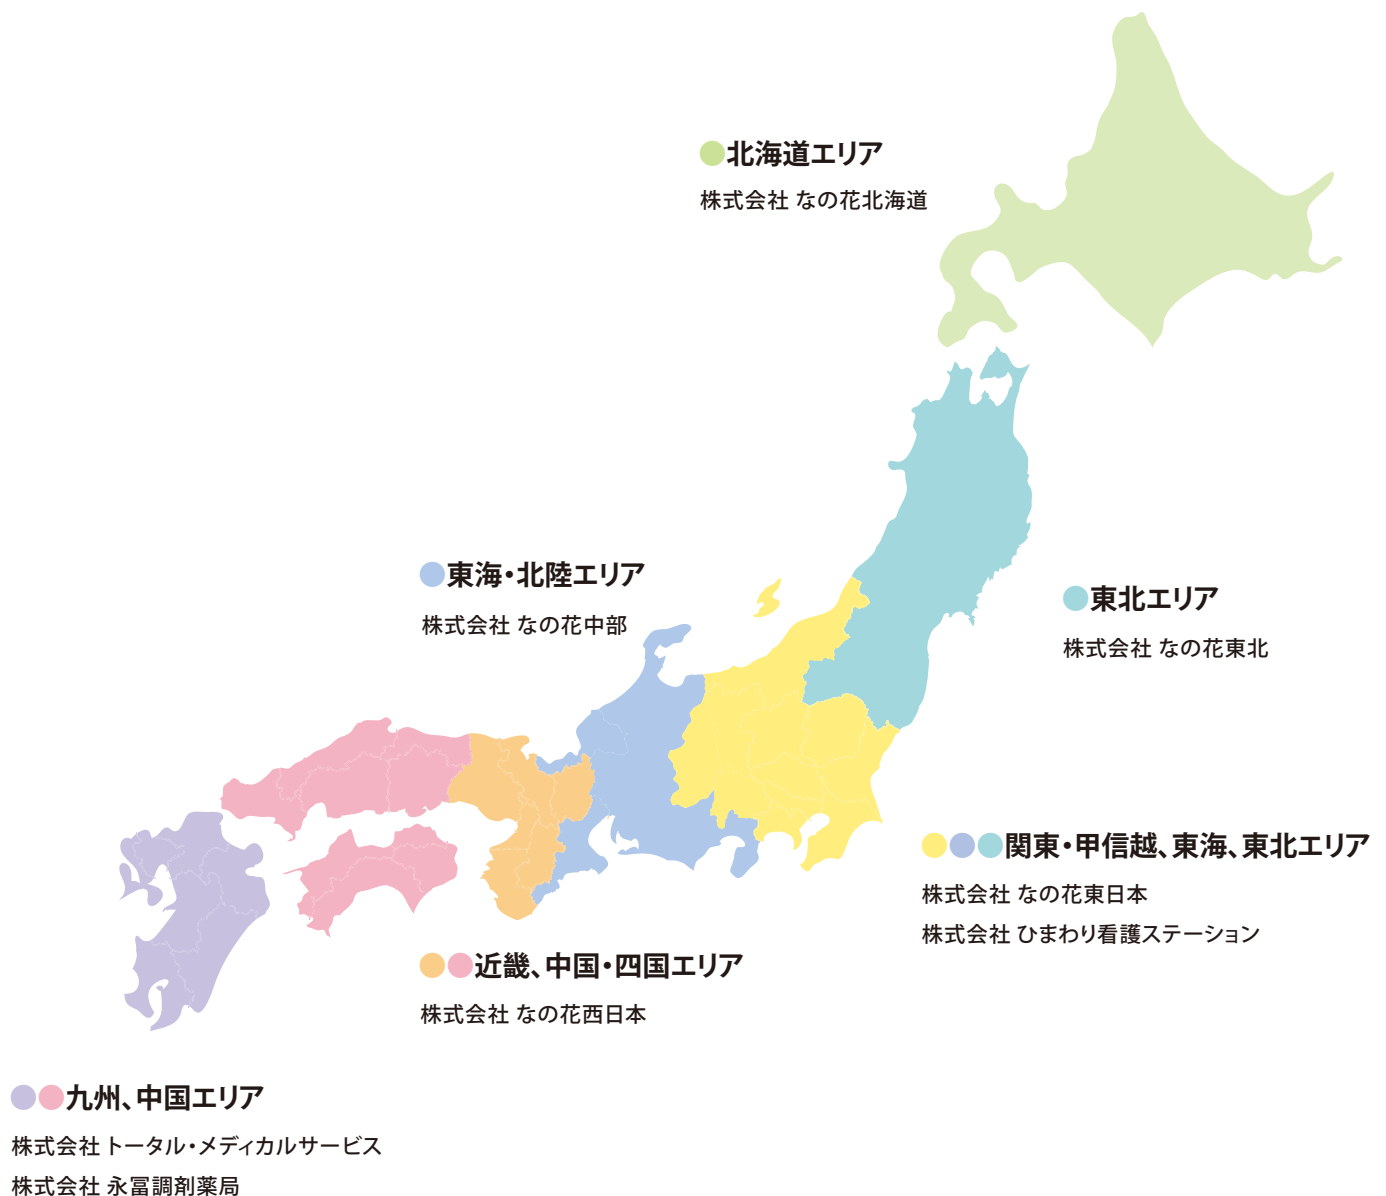 北海道エリア
株式会社 なの花北海道
東海・北陸エリア
株式会社 なの花中部
東北エリア
株式会社 なの花東北
関東・甲信越、東海、東北エリア
株式会社 なの花東日本
株式会社 ひまわり看護ステーション
近畿、中国・四国エリア
株式会社 なの花西日本
九州、中国エリア
株式会社 トータル・メディカルサービス
株式会社 永冨調剤薬局